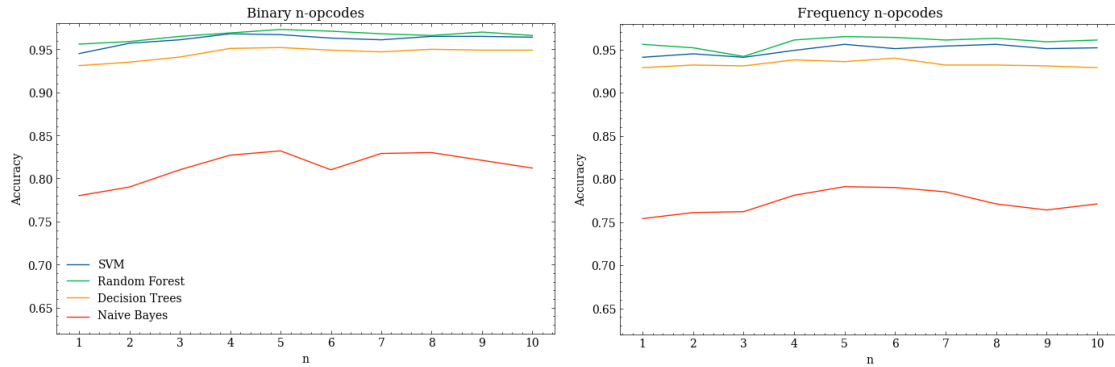 Binary n-opcodes
Accuracy
0.95
0.90
0.85
0.80
0.75
0.70
0.65
SVM
Random Forest
Decision Trees
Naive Bayes
1 2 3 4 5 6 7 8 9 10
n
Frequency n-opcodes
Accuracy
0.95
0.90
0.85
0.80
0.75
0.70
0.65
1 2 3 4 5 6 7 8 9 10
n